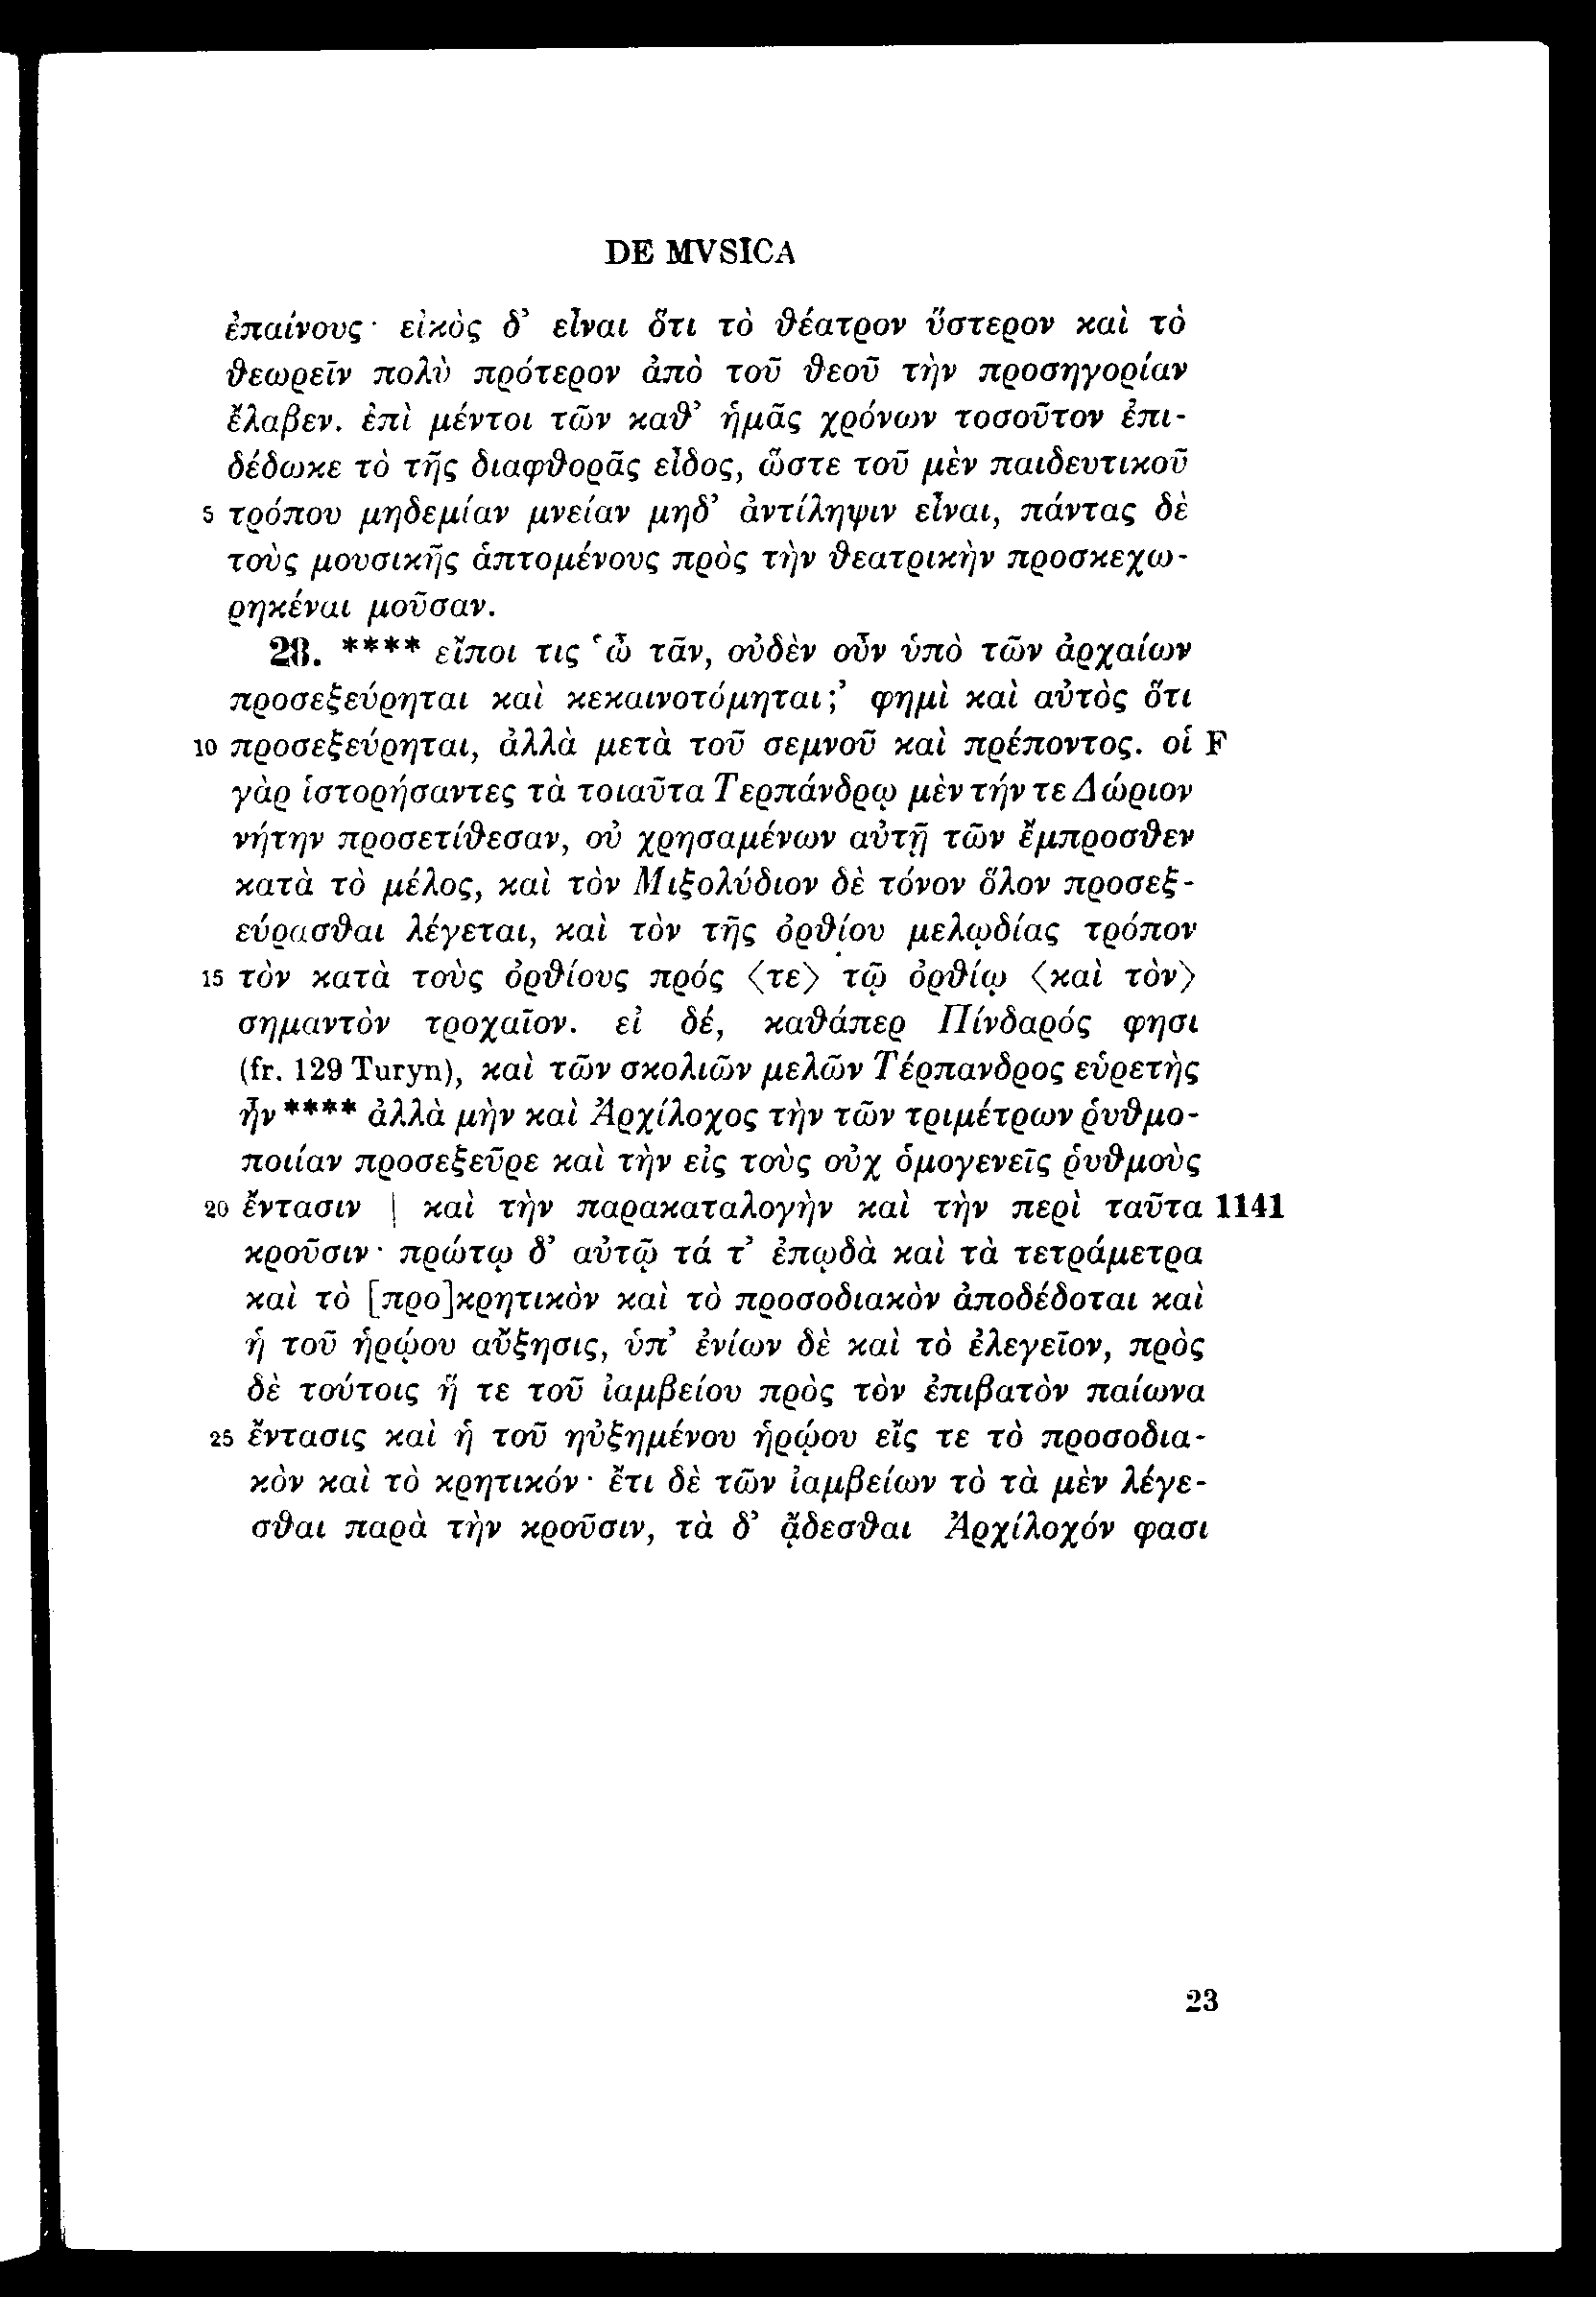 DE MVSICA
ἐπαίνους· εἰκὸς δ’ εἶναι ὅτι τὸ θέατρον ὕστερον καὶ τὸ
θεωρεῖν πολὺ πρότερον ἀπὸ τοῦ θεοῦ τὴν προσηγορίαν
ἔλαβεν. ἐπὶ μέντοι τῶν καθ’ ἡμᾶς χρόνων τοσοῦτον ἐπι-
δέδωκε τὸ τῆς διαφθορᾶς εἶδος, ὥστε τοῦ μὲν παιδευτικοῦ
5 τρόπου μηδεμίαν μνείαν μηδ’ ἀντίληψιν εἶναι, πάντας δὲ
τοὺς μουσικῆς ἁπτομένους πρὸς τὴν θεατρικὴν προσκεχω-
ρηκέναι μοῦσαν.
28. **** εἴποι τις ‘ὦ τᾶν, οὐδὲν οὖν ὑπὸ τῶν ἀρχαίων
προσεξεύρηται καὶ κεκαινοτόμηται;’ φημὶ καὶ αὐτὸς ὅτι
10 προσεξεύρηται, ἀλλὰ μετὰ τοῦ σεμνοῦ καὶ πρέποντος. οἱ F
γὰρ ἱστορήσαντες τὰ τοιαῦτα Τερπάνδρῳ μὲν τήν τε Δώριον
νήτην προσετίθεσαν, οὐ χρησαμένων αὐτῇ τῶν ἔμπροσθεν
κατὰ τὸ μέλος, καὶ τὸν Μιξολύδιον δὲ τόνον ὅλον προσεξ-
εύρασθαι λέγεται, καὶ τὸν τῆς ὀρθίου μελῳδίας τρόπον
15 τὸν κατὰ τοὺς ὀρθίους πρός ⟨τε⟩ τῷ ὀρθίῳ ⟨καὶ τὸν⟩
σημαντὸν τροχαῖον. εἰ δέ, καθάπερ Πίνδαρός φησι
(fr. 129 Turyn), καὶ τῶν σκολιῶν μελῶν Τέρπανδρος εὑρετὴς
ἦν **** ἀλλὰ μὴν καὶ Ἀρχίλοχος τὴν τῶν τριμέτρων ῥυθμο-
ποιίαν προσεξεῦρε καὶ τὴν εἰς τοὺς οὐχ ὁμογενεῖς ῥυθμοὺς
20 ἔντασιν | καὶ τὴν παρακαταλογὴν καὶ τὴν περὶ ταῦτα 1141
κροῦσιν· πρώτῳ δ’ αὐτῷ τά τ’ ἐπῳδὰ καὶ τὰ τετράμετρα
καὶ τὸ [προ]κρητικὸν καὶ τὸ προσοδιακὸν ἀποδέδοται καὶ
ἡ τοῦ ἡρῴου αὔξησις, ὑπ’ ἐνίων δὲ καὶ τὸ ἐλεγεῖον, πρὸς
δὲ τούτοις ἥ τε τοῦ ἰαμβείου πρὸς τὸν ἐπιβατὸν παίωνα
25 ἔντασις καὶ ἡ τοῦ ηὐξημένου ἡρῴου εἴς τε τὸ προσοδια-
κὸν καὶ τὸ κρητικόν· ἔτι δὲ τῶν ἰαμβείων τὸ τὰ μὲν λέγε-
σθαι παρὰ τὴν κροῦσιν, τὰ δ’ ᾄδεσθαι Ἀρχίλοχόν φασι
23